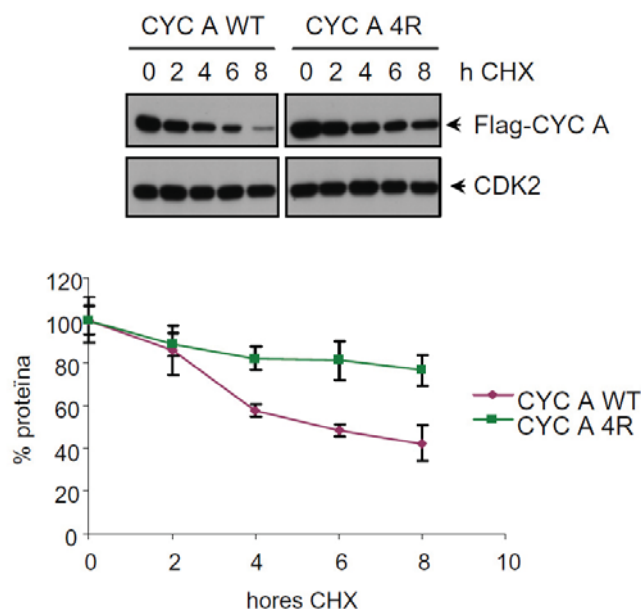 CYC A WT CYC A 4R
0 2 4 6 8 0 2 4 6 8 h CHX
Flag-CYC A
CDK2
120
100
80
60
40
20
0
% proteïna
0 2 4 6 8 10
hores CHX
CYC A WT
CYC A 4R